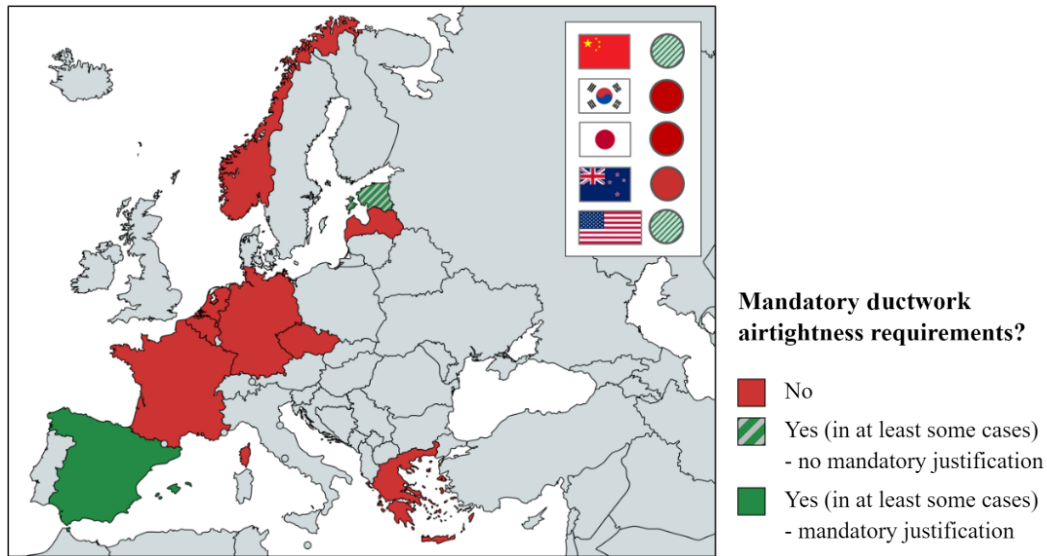 Mandatory ductwork
airtightness requirements?
No
Yes (in at least some cases)
- no mandatory justification
Yes (in at least some cases)
- mandatory justification